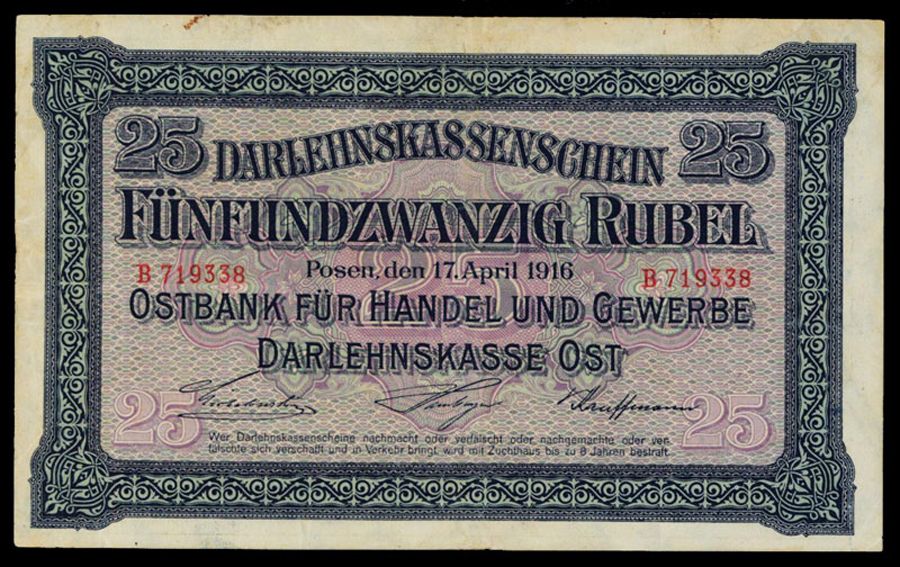 25 DARLEHNSKASSENSCHEIN 25
FÜNFUNDZWANZIG RUBEL
B 719338 Posen, den 17. April 1916 B 719338
OSTBANK FÜR HANDEL UND GEWERBE
DARLEHNSKASSE OST
25 25 25
Wer Darlehnskassenscheine nachmacht oder verfälscht oder nachgemachte oder ver-
fälschte sich verschafft und in Verkehr bringt, wird mit Zuchthaus bis zu 8 Jahren bestraft.